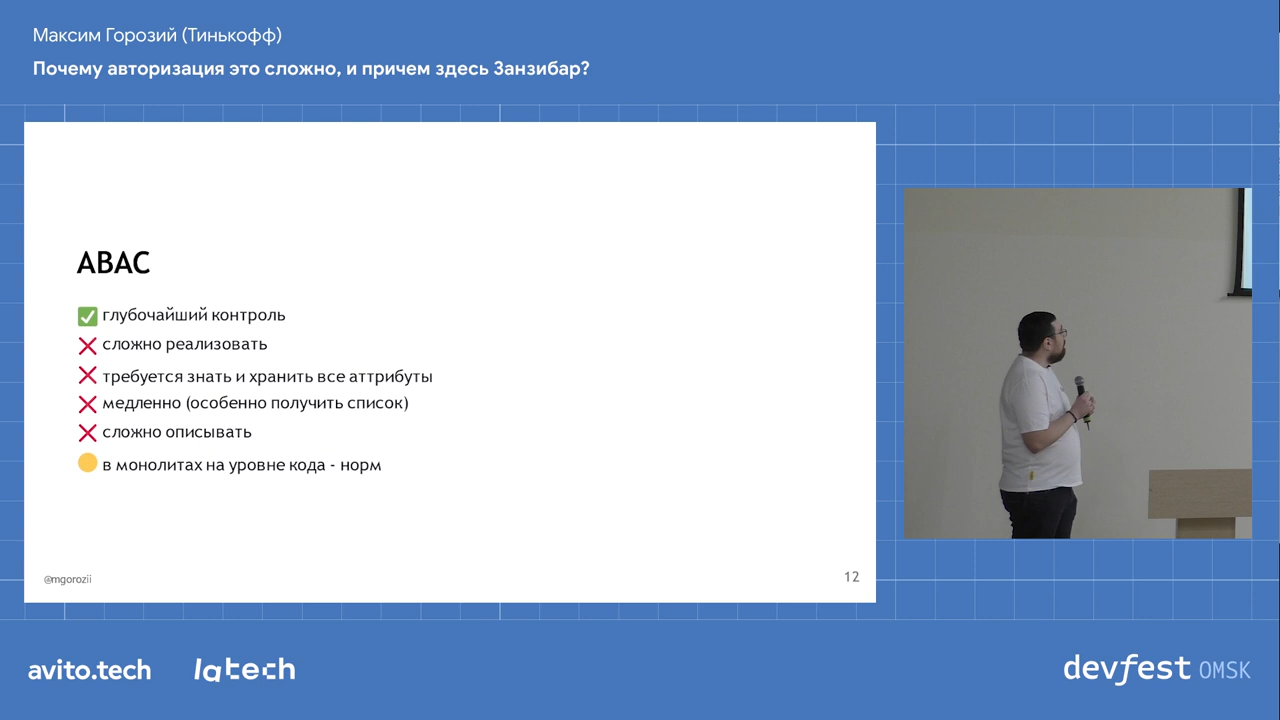 Максим Горозий (Тинькофф)
Почему авторизация это сложно, и причем здесь Занзибар?
ABAC
глубочайший контроль
сложно реализовать
требуется знать и хранить все аттрибуты
медленно (особенно получить список)
сложно описывать
в монолитах на уровне кода - норм
@mgorozii
12
avito.tech
latech
devfest OMSK